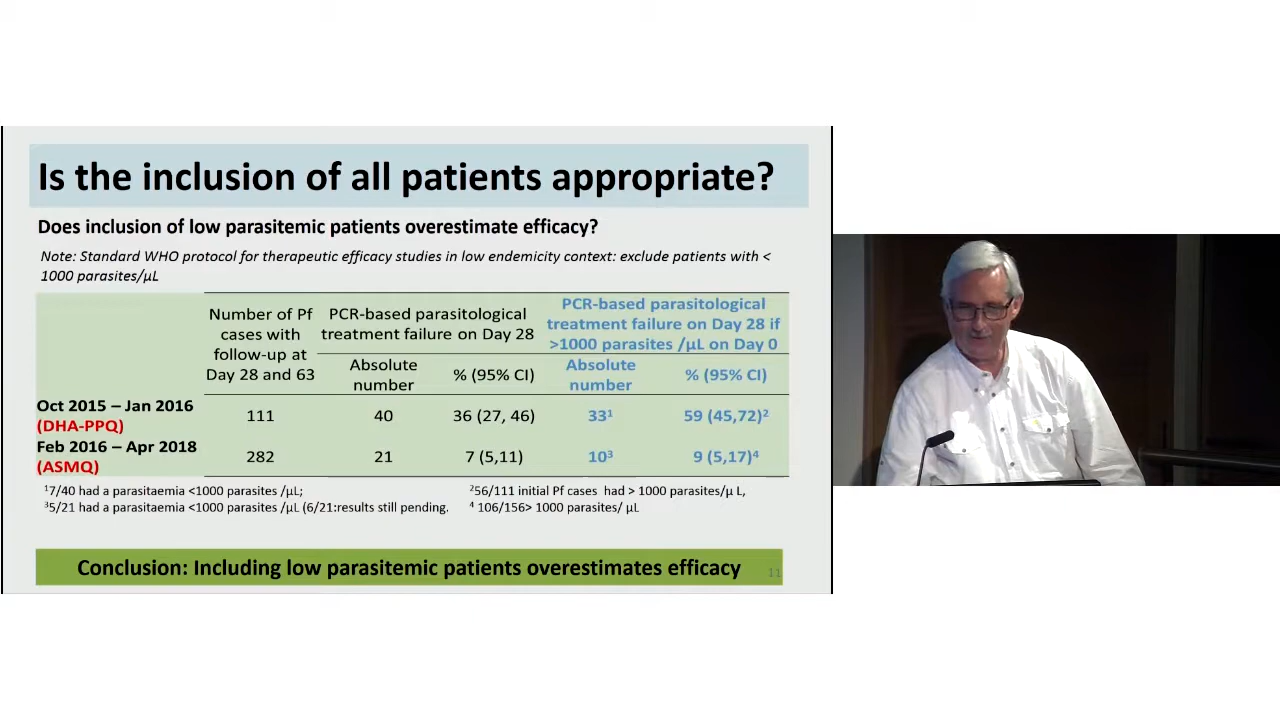 Is the inclusion of all patients appropriate?
Does inclusion of low parasitemic patients overestimate efficacy?
Note: Standard WHO protocol for therapeutic efficacy studies in low endemicity context: exclude patients with <
1000 parasites/µL
Number of Pf
cases with
follow-up at
Day 28 and 63
PCR-based parasitological
treatment failure on Day 28
PCR-based parasitological
treatment failure on Day 28 if
>1000 parasites /µL on Day 0
Absolute
number
% (95% CI)
Absolute
number
% (95% CI)
Oct 2015 – Jan 2016
(DHA-PPQ)
111
40
36 (27, 46)
33¹
59 (45,72)²
Feb 2016 – Apr 2018
(ASMQ)
282
21
7 (5,11)
10³
9 (5,17)⁴
¹7/40 had a parasitaemia <1000 parasites /µL;
³5/21 had a parasitaemia <1000 parasites /µL (6/21:results still pending.
²56/111 initial Pf cases had > 1000 parasites/µ L,
⁴ 106/156> 1000 parasites/ µL
Conclusion: Including low parasitemic patients overestimates efficacy
11